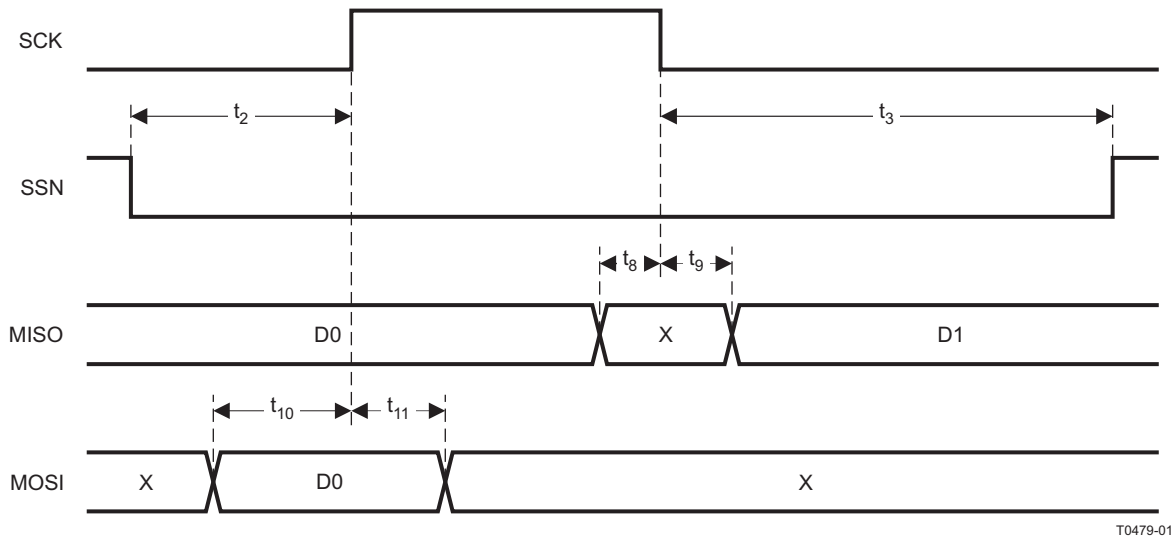 SCK
t2
t3
SSN
t8
t9
MISO
D0
X
D1
t10
t11
MOSI
X
D0
X
T0479-01